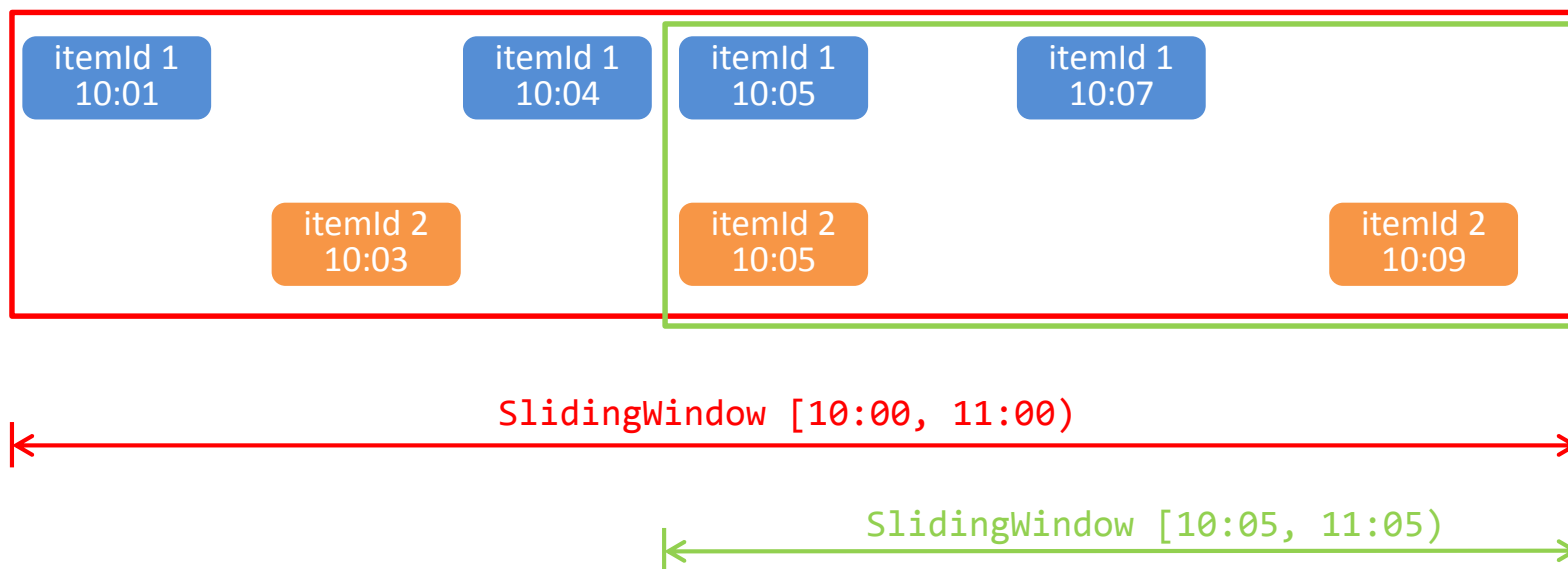 itemId 1
10:01
itemId 1
10:04
itemId 1
10:05
itemId 1
10:07
itemId 2
10:03
itemId 2
10:05
itemId 2
10:09
SlidingWindow [10:00, 11:00)
SlidingWindow [10:05, 11:05)